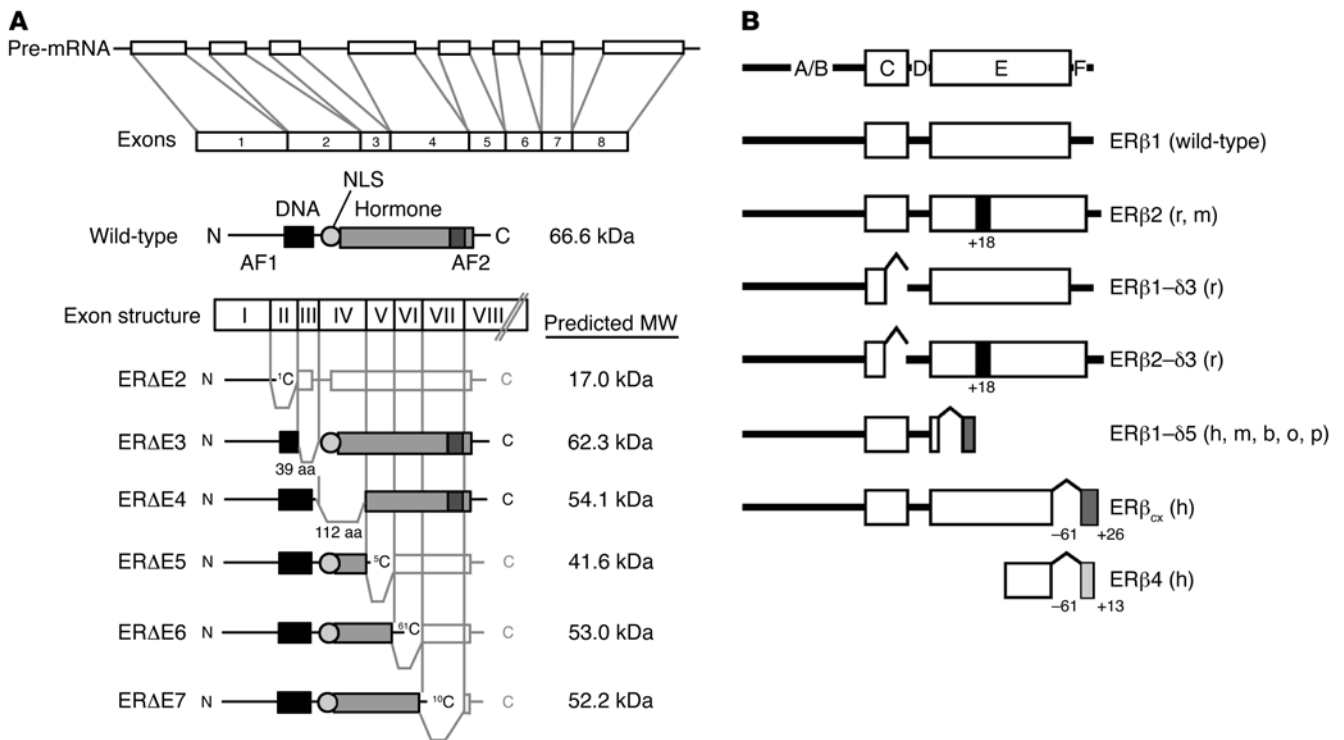 A
Pre-mRNA
Exons 1 2 3 4 5 6 7 8
NLS
DNA Hormone
Wild-type N C 66.6 kDa
AF1 AF2
Exon structure I II III IV V VI VII VIII Predicted MW
ERΔE2 N ¹C C 17.0 kDa
ERΔE3 N C 62.3 kDa
39 aa
ERΔE4 N C 54.1 kDa
112 aa
ERΔE5 N ⁵C C 41.6 kDa
ERΔE6 N ⁶¹C C 53.0 kDa
ERΔE7 N ¹⁰C C 52.2 kDa
B
A/B C D E F
ERβ1 (wild-type)
ERβ2 (r, m)
+18
ERβ1–δ3 (r)
ERβ2–δ3 (r)
+18
ERβ1–δ5 (h, m, b, o, p)
ERβcx (h)
–61 +26
ERβ4 (h)
–61 +13